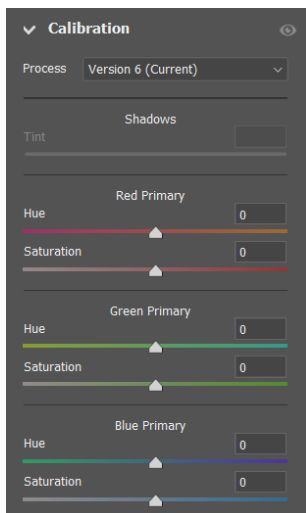 Calibration
Process Version 6 (Current)
Shadows
Tint
Red Primary
Hue 0
Saturation 0
Green Primary
Hue 0
Saturation 0
Blue Primary
Hue 0
Saturation 0